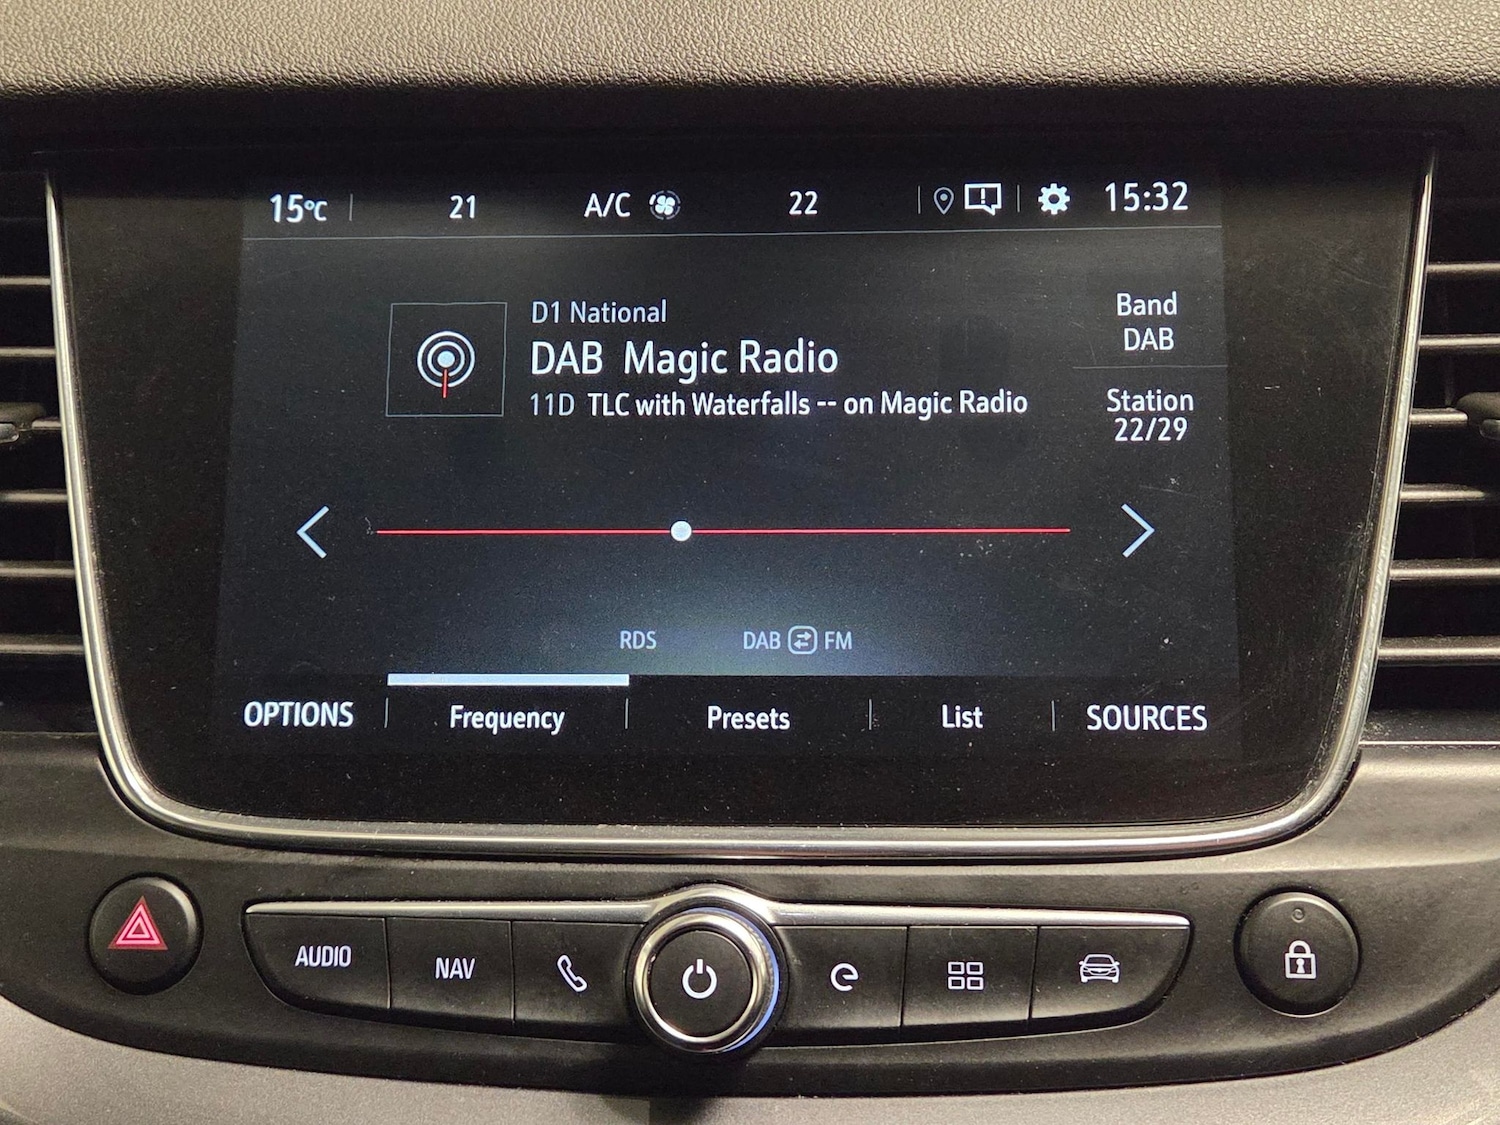 15°C 21 A/C 22 15:32
D1 National
DAB Magic Radio
11D TLC with Waterfalls -- on Magic Radio
Band
DAB
Station
22/29
RDS DAB FM
OPTIONS Frequency Presets List SOURCES
AUDIO NAV